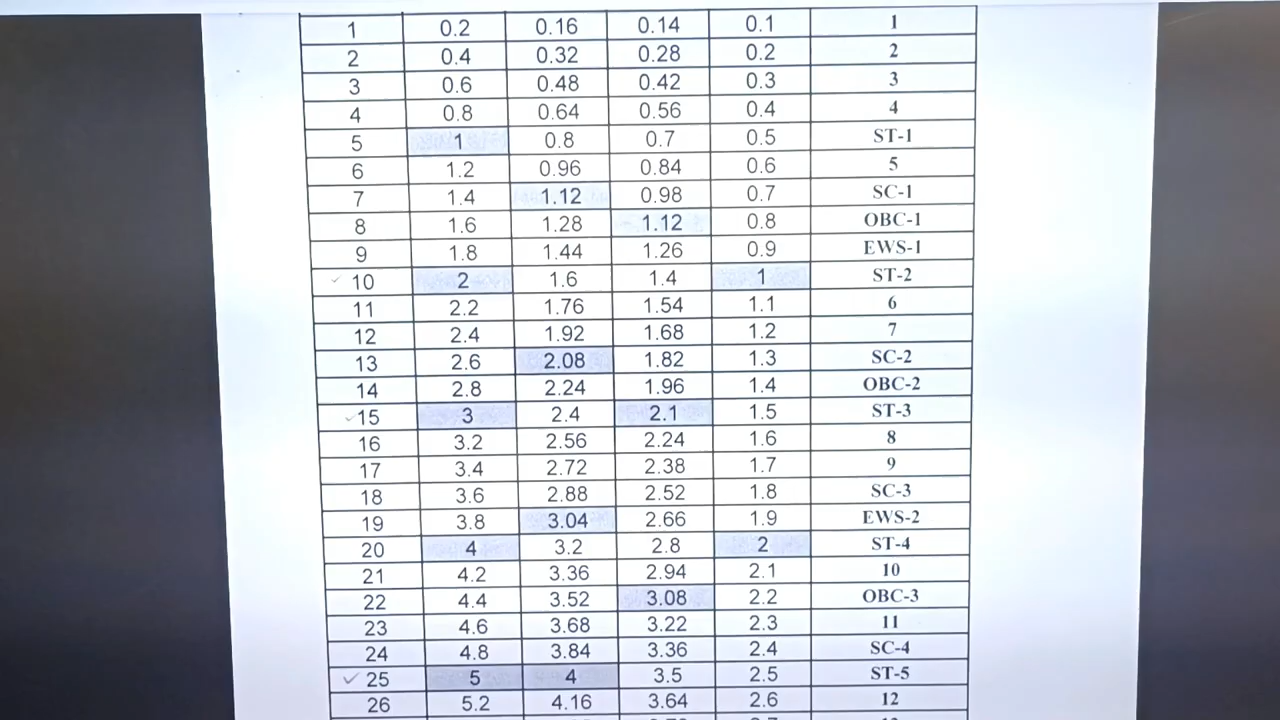 1 0.2 0.16 0.14 0.1 1
2 0.4 0.32 0.28 0.2 2
3 0.6 0.48 0.42 0.3 3
4 0.8 0.64 0.56 0.4 4
5 1 0.8 0.7 0.5 ST-1
6 1.2 0.96 0.84 0.6 5
7 1.4 1.12 0.98 0.7 SC-1
8 1.6 1.28 1.12 0.8 OBC-1
9 1.8 1.44 1.26 0.9 EWS-1
10 2 1.6 1.4 1 ST-2
11 2.2 1.76 1.54 1.1 6
12 2.4 1.92 1.68 1.2 7
13 2.6 2.08 1.82 1.3 SC-2
14 2.8 2.24 1.96 1.4 OBC-2
15 3 2.4 2.1 1.5 ST-3
16 3.2 2.56 2.24 1.6 8
17 3.4 2.72 2.38 1.7 9
18 3.6 2.88 2.52 1.8 SC-3
19 3.8 3.04 2.66 1.9 EWS-2
20 4 3.2 2.8 2 ST-4
21 4.2 3.36 2.94 2.1 10
22 4.4 3.52 3.08 2.2 OBC-3
23 4.6 3.68 3.22 2.3 11
24 4.8 3.84 3.36 2.4 SC-4
25 5 4 3.5 2.5 ST-5
26 5.2 4.16 3.64 2.6 12